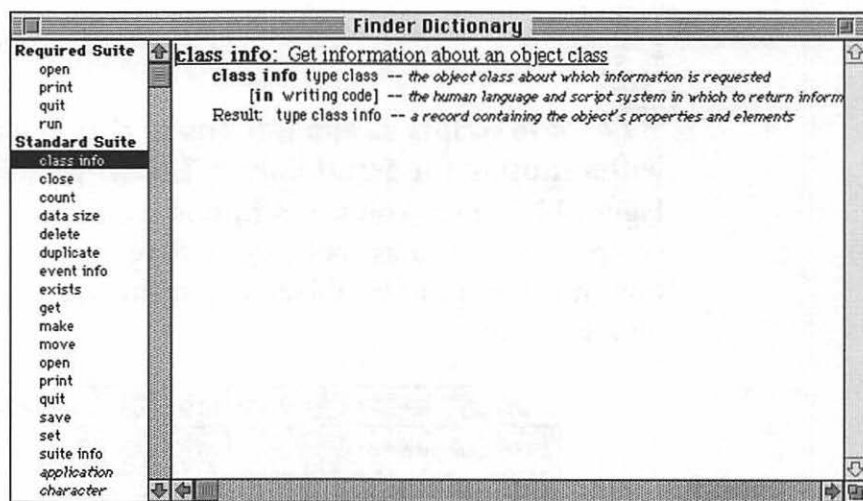 Finder Dictionary
Required Suite
open
print
quit
run
Standard Suite
class info
close
count
data size
delete
duplicate
event info
exists
get
make
move
open
print
quit
save
set
suite info
application
character
class info: Get information about an object class
class info type class -- the object class about which information is requested
[in writing code] -- the human language and script system in which to return inform
Result: type class info -- a record containing the object's properties and elements